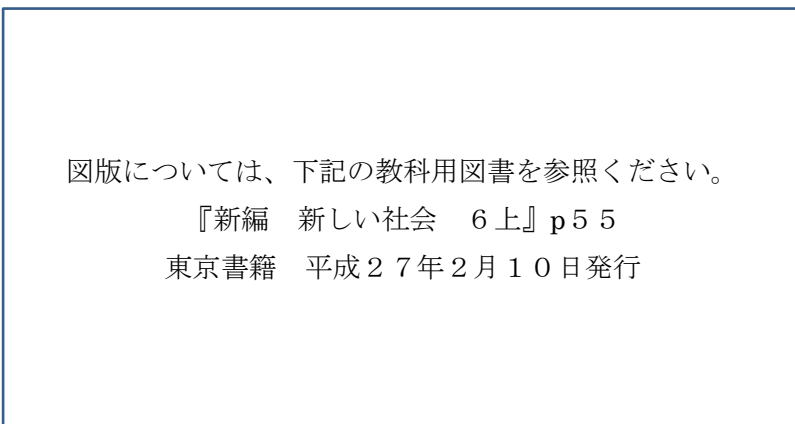 図版については、下記の教科用図書を参照ください。
『新編　新しい社会　６上』p５５
東京書籍　平成２７年２月１０日発行